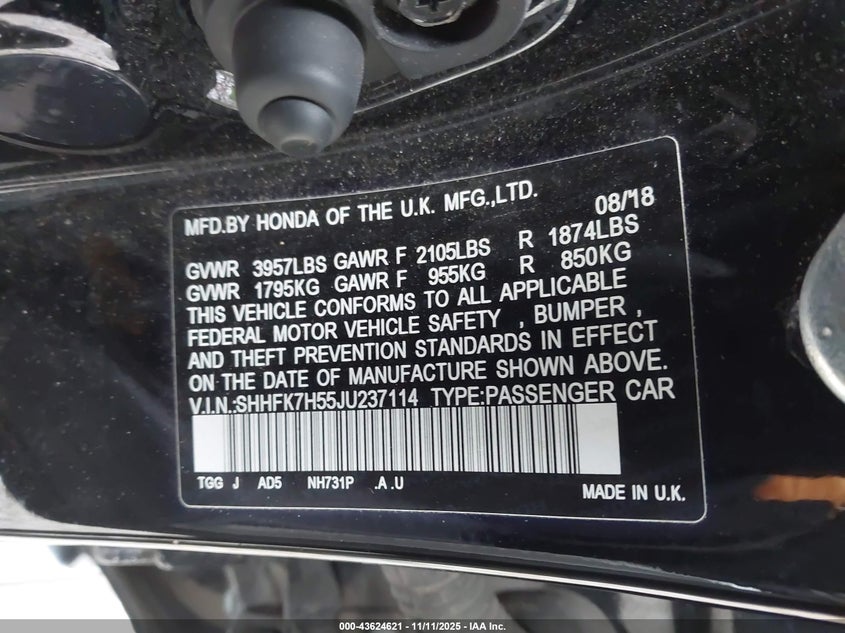 MFD.BY HONDA OF THE U.K. MFG.,LTD. 08/18
GVWR 3957LBS GAWR F 2105LBS R 1874LBS
GVWR 1795KG GAWR F 955KG R 850KG
THIS VEHICLE CONFORMS TO ALL APPLICABLE
FEDERAL MOTOR VEHICLE SAFETY , BUMPER ,
AND THEFT PREVENTION STANDARDS IN EFFECT
ON THE DATE OF MANUFACTURE SHOWN ABOVE.
V.I.N.:SHHFK7H55JU237114 TYPE:PASSENGER CAR
TGG J AD5 NH731P .A .U
MADE IN U.K.
000-43624621 - 11/11/2025 - IAA Inc.